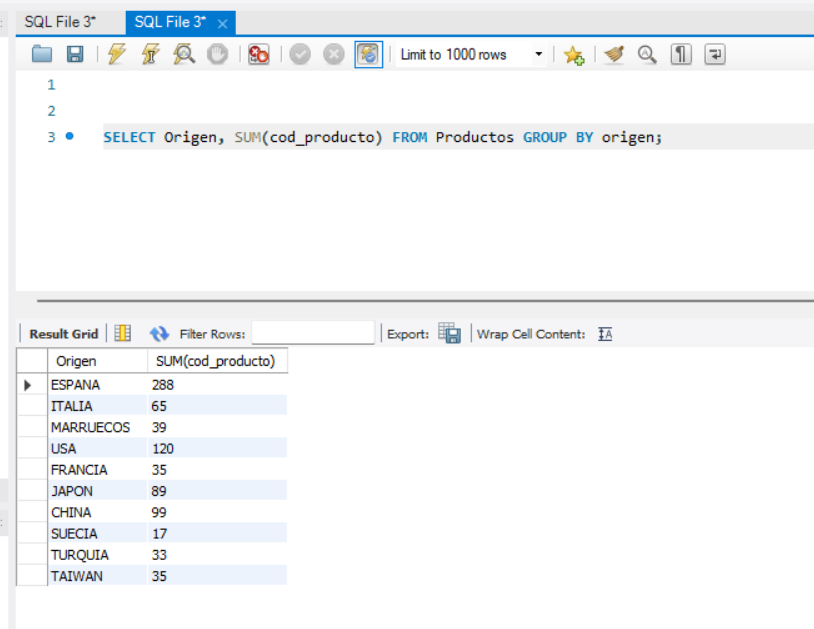 SQL File 3* SQL File 3* ×
Limit to 1000 rows
1
2
3 SELECT Origen, SUM(cod_producto) FROM Productos GROUP BY origen;
Result Grid Filter Rows: Export: Wrap Cell Content: IA
Origen SUM(cod_producto)
ESPANA 288
ITALIA 65
MARRUECOS 39
USA 120
FRANCIA 35
JAPON 89
CHINA 99
SUECIA 17
TURQUIA 33
TAIWAN 35